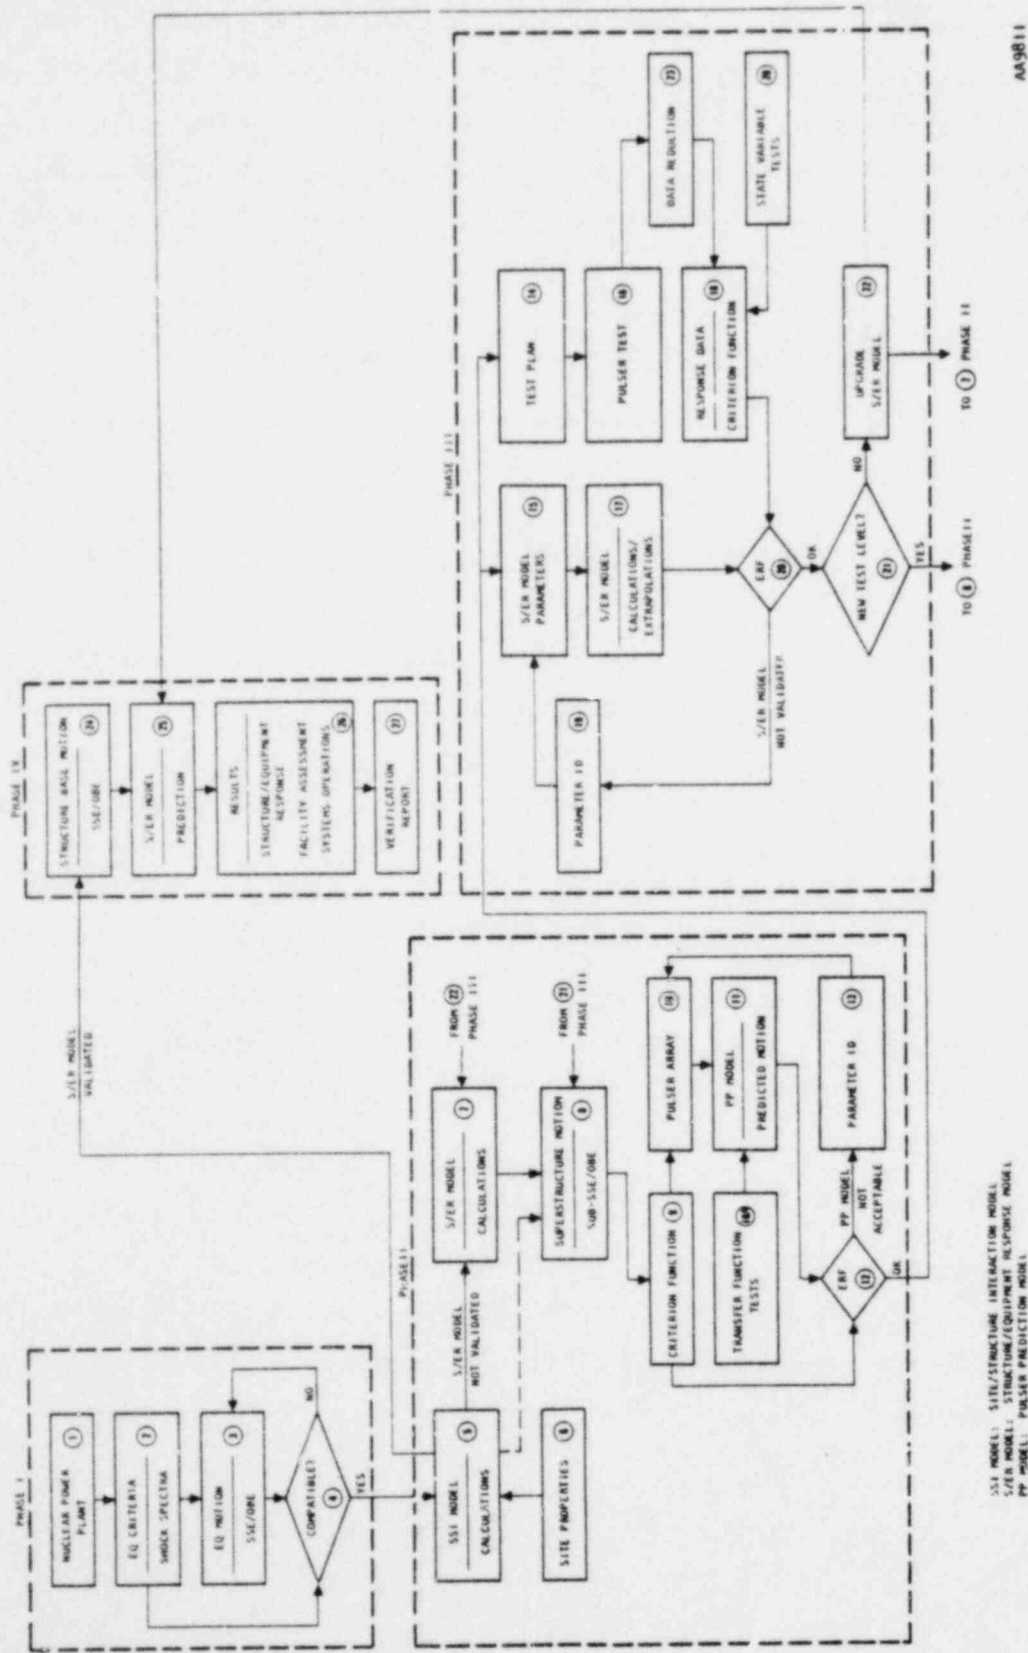 PHASE I
NUCLEAR POWER
PLANT
1
EQ CRITERIA
SHOCK SPECTRA
2
EQ MOTION
SSE/OBE
3
COMPATIBLE?
4
NO
YES
PHASE II
SSI MODEL
CALCULATIONS
5
SITE PROPERTIES
6
S/ER MODEL
NOT VALIDATED
S/ER MODEL
VALIDATED
S/ER MODEL
CALCULATIONS
7
FROM 22
PHASE III
SUPERSTRUCTURE MOTION
SUB-SSE/OBE
8
FROM 21
PHASE III
CRITERION FUNCTION
9
TRANSFER FUNCTION
TESTS
PULSER ARRAY
10
PP MODEL
PREDICTED MOTION
11
ERF
12
PP MODEL
NOT
ACCEPTABLE
OK
PARAMETER ID
PHASE IV
STRUCTURE BASE MOTION
SSE/OBE
24
S/ER MODEL
PREDICTION
25
RESULTS
STRUCTURE/EQUIPMENT
RESPONSE
FACILITY ASSESSMENT
SYSTEMS OPERATIONS
26
VERIFICATION
REPORT
27
PHASE III
TEST PLAN
14
S/ER MODEL
PARAMETERS
15
PULSER TEST
16
S/ER MODEL
CALCULATIONS/
EXTRAPOLATIONS
17
DATA REDUCTION
23
RESPONSE DATA
CRITERION FUNCTION
18
STATE VARIABLE
TESTS
PARAMETER ID
19
S/ER MODEL
NOT VALIDATED
ERF
20
OK
NEW TEST LEVEL?
21
NO
YES
UPGRADE
S/ER MODEL
22
TO 8 PHASE II
TO 7 PHASE II
SSI MODEL: SITE/STRUCTURE INTERACTION MODEL
S/ER MODEL: STRUCTURE/EQUIPMENT RESPONSE MODEL
PP MODEL: PULSER PREDICTION MODEL
AA9811